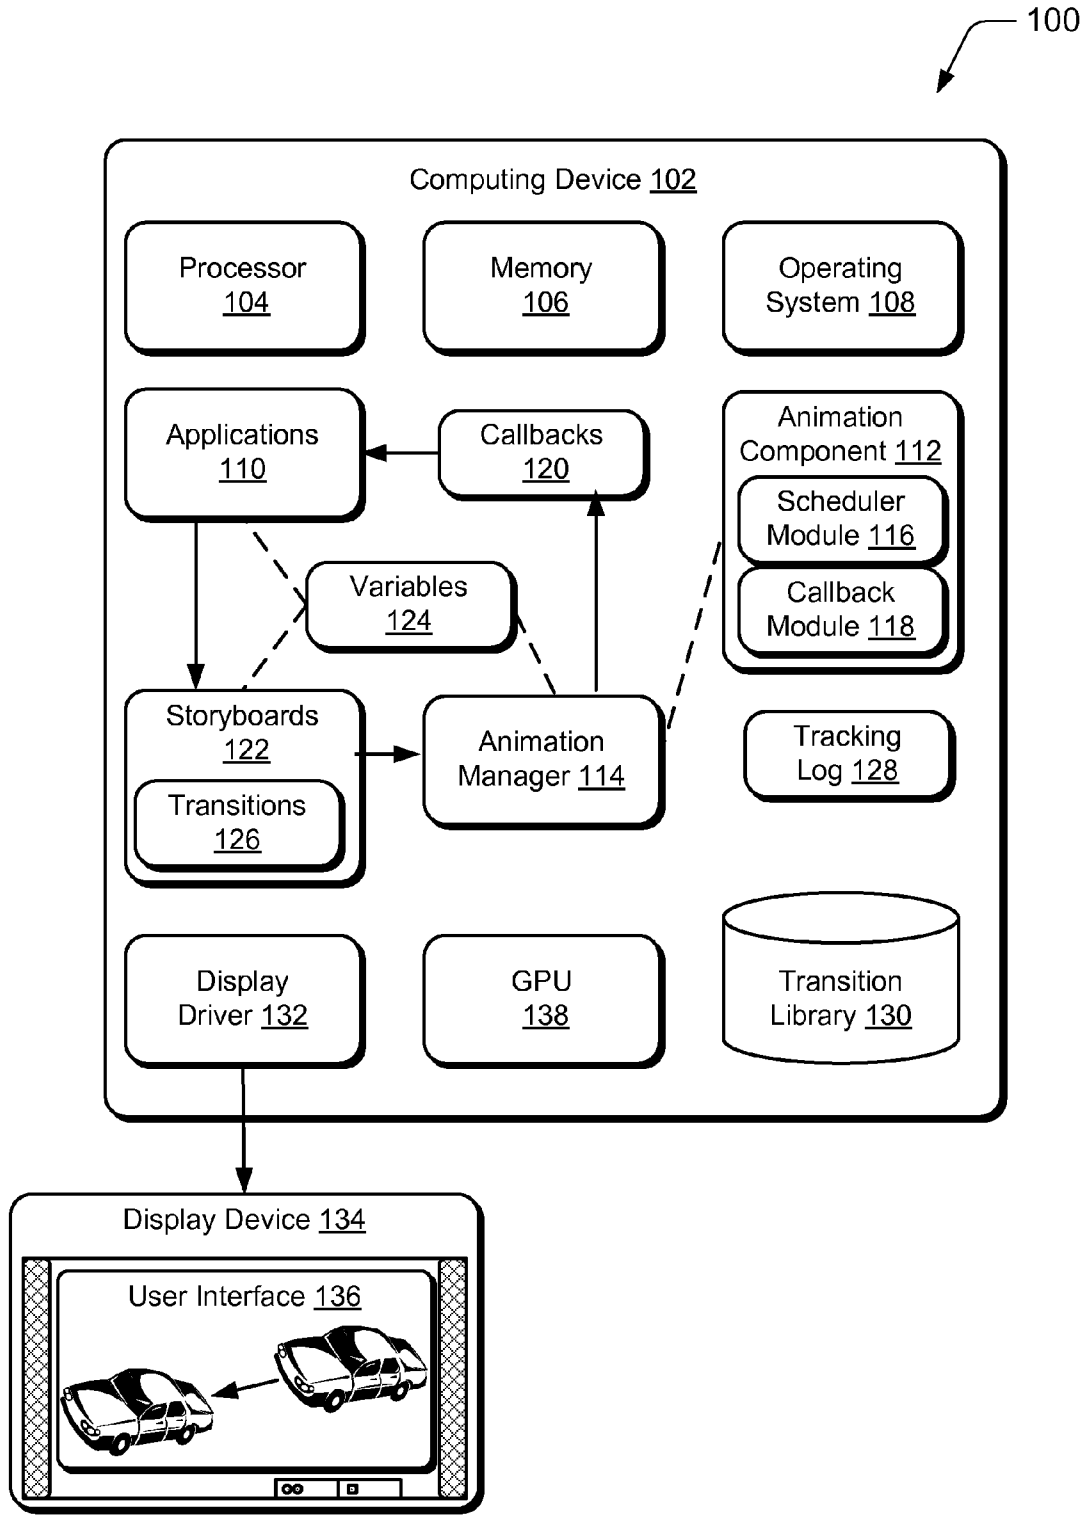 100
Computing Device 102
Processor
104
Memory
106
Operating
System 108
Applications
110
Callbacks
120
Animation
Component 112
Scheduler
Module 116
Callback
Module 118
Variables
124
Storyboards
122
Transitions
126
Animation
Manager 114
Tracking
Log 128
Display
Driver 132
GPU
138
Transition
Library 130
Display Device 134
User Interface 136